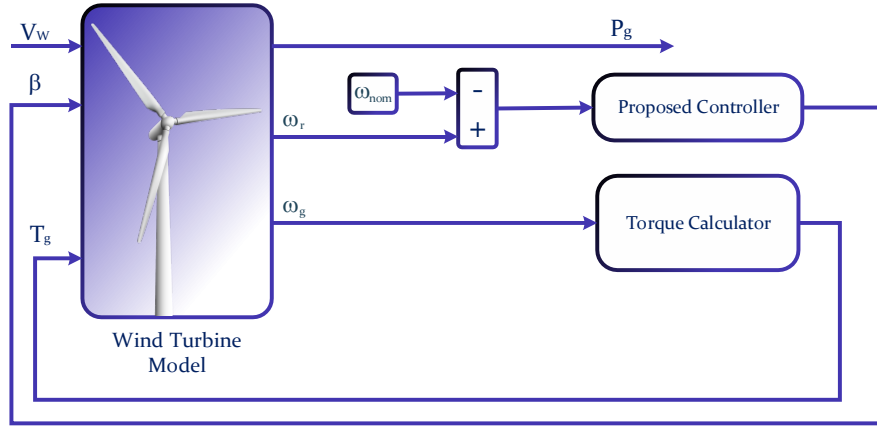 V_W
P_g
β
ω_nom
-
Proposed Controller
ω_r
+
ω_g
Torque Calculator
T_g
Wind Turbine
Model